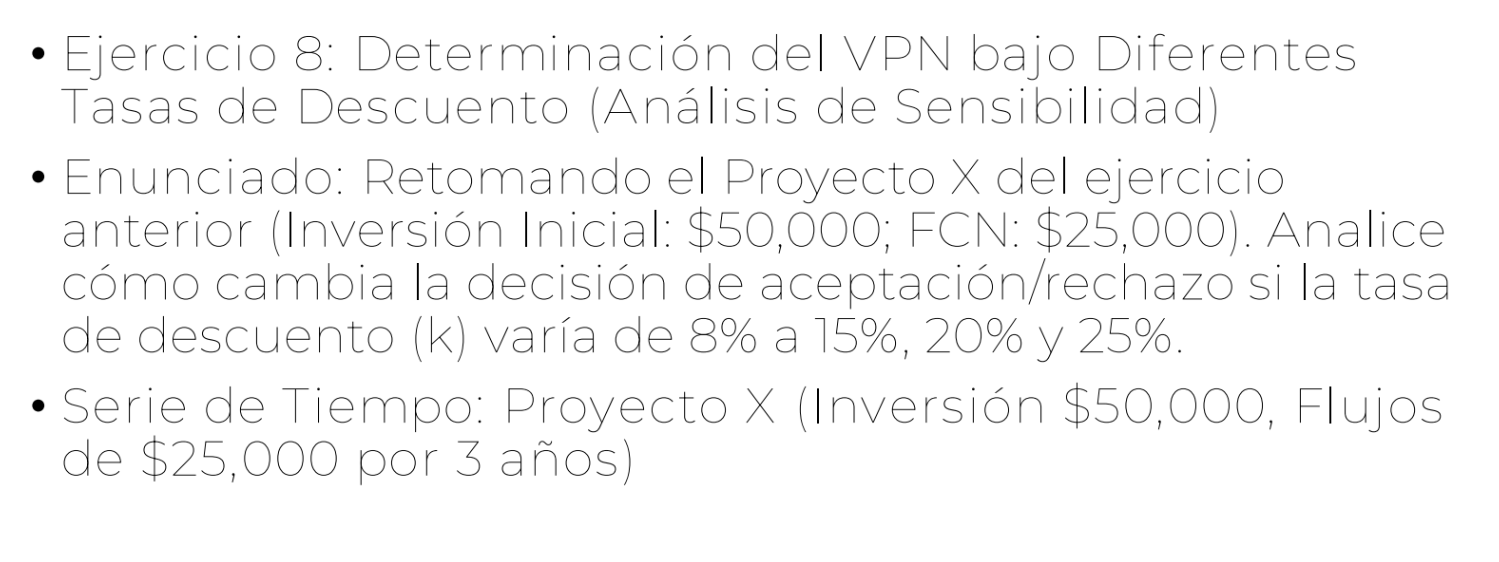 • Ejercicio 8: Determinación del VPN bajo Diferentes
Tasas de Descuento (Análisis de Sensibilidad)
• Enunciado: Retomando el Proyecto X del ejercicio
anterior (Inversión Inicial: $50,000; FCN: $25,000). Analice
cómo cambia la decisión de aceptación/rechazo si la tasa
de descuento (k) varía de 8% a 15%, 20% y 25%.
• Serie de Tiempo: Proyecto X (Inversión $50,000, Flujos
de $25,000 por 3 años)